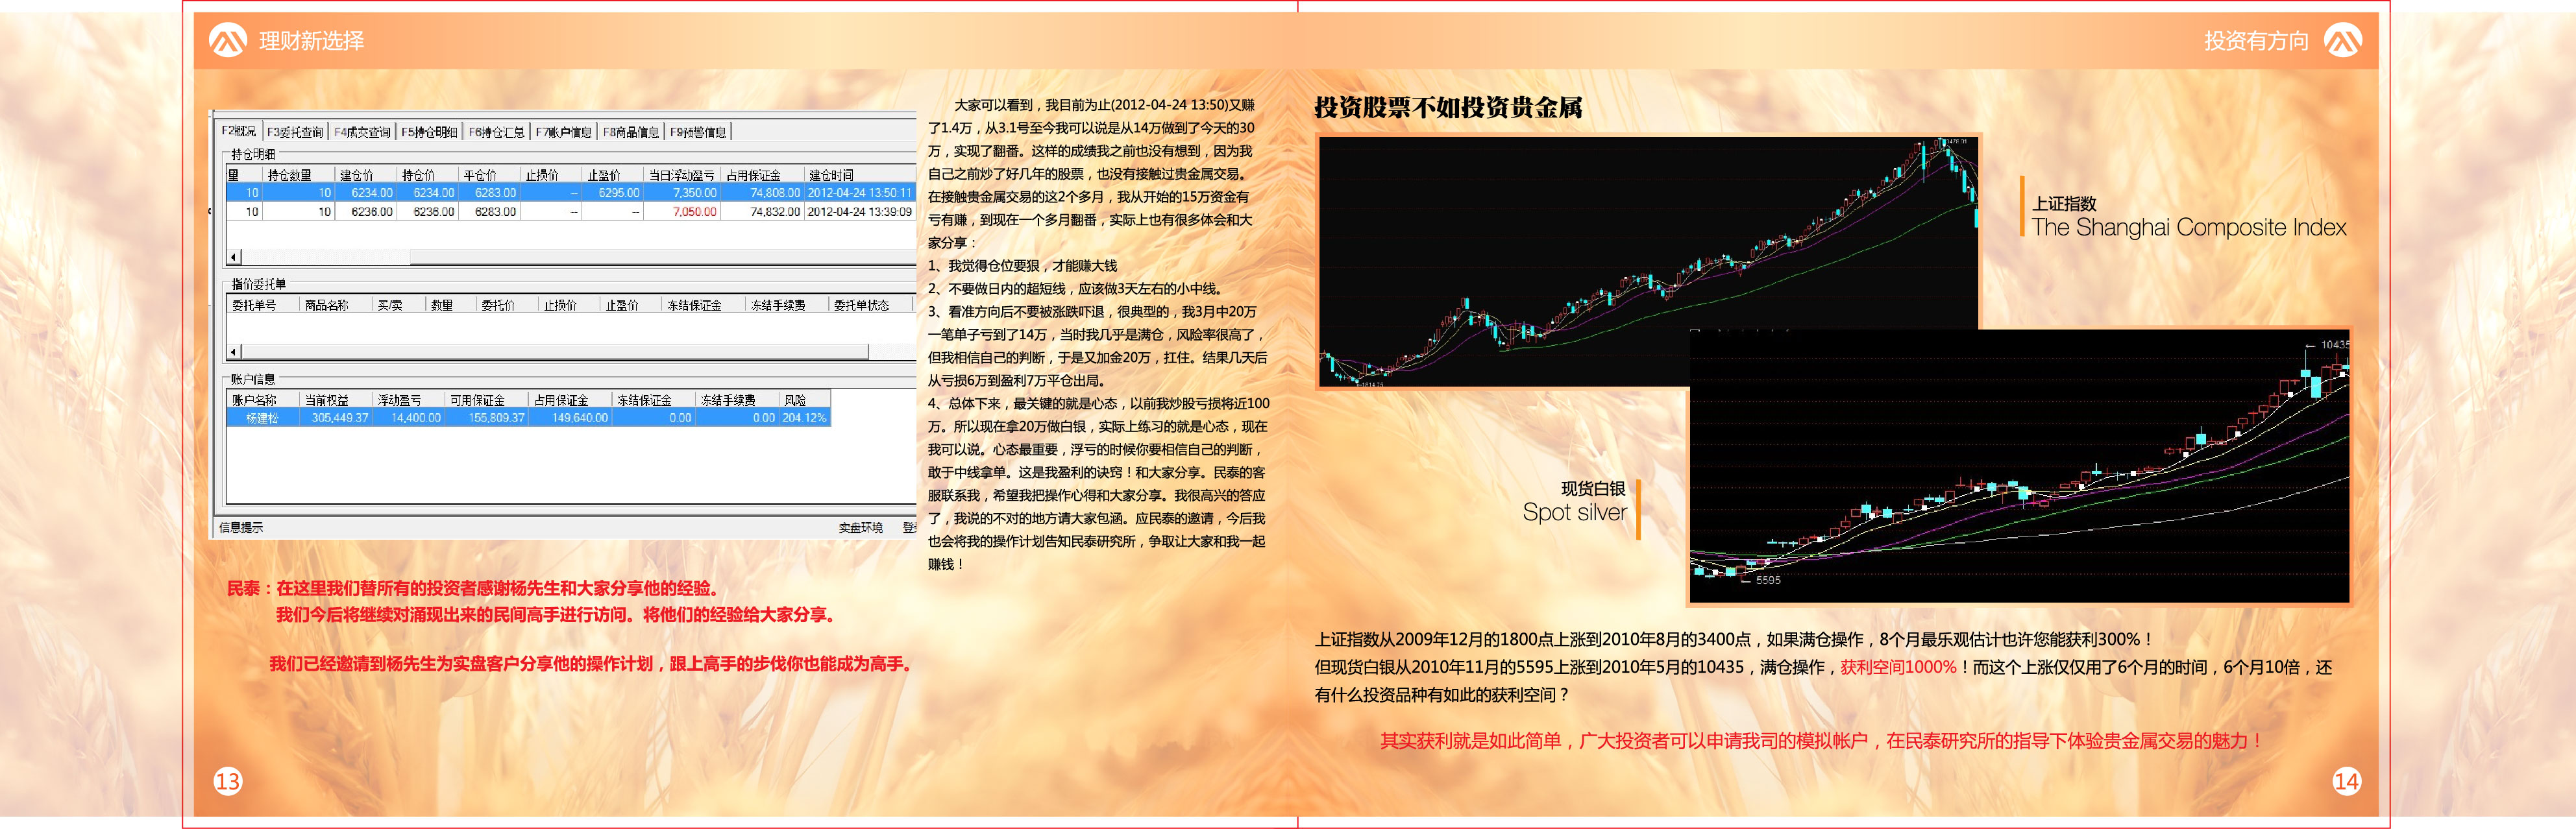 理财新选择
投资有方向
F2概况 F3委托查询 F4成交查询 F5持仓明细 F6持仓汇总 F7账户信息 F8商品信息 F9预警信息
持仓明细
量 持仓数量 建仓价 持仓价 平仓价 止损价 止盈价 当日浮动盈亏 占用保证金 建仓时间
10 10 6234.00 6234.00 6283.00 -- 6295.00 7,350.00 74,808.00 2012-04-24 13:50:11
10 10 6236.00 6236.00 6283.00 -- -- 7,050.00 74,832.00 2012-04-24 13:39:09
指价委托单
委托单号 商品名称 买/卖 数里 委托价 止损价 止盈价 冻结保证金 冻结手续费 委托单状态
账户信息
账户名称 当前权益 浮动盈亏 可用保证金 占用保证金 冻结保证金 冻结手续费 风险
杨建松 305,449.37 14,400.00 155,809.37 149,640.00 0.00 0.00 204.12%
信息提示 实盘环境
大家可以看到，我目前为止(2012-04-24 13:50)又赚
了1.4万，从3.1号至今我可以说是从14万做到了今天的30
万，实现了翻番。这样的成绩我之前也没有想到，因为我
自己之前炒了好几年的股票，也没有接触过贵金属交易。
在接触贵金属交易的这2个多月，我从开始的15万资金有
亏有赚，到现在一个多月翻番，实际上也有很多体会和大
家分享：
1、我觉得仓位要狠，才能赚大钱
2、不要做日内的超短线，应该做3天左右的小中线。
3、看准方向后不要被涨跌吓退，很典型的，我3月中20万
一笔单子亏到了14万，当时我几乎是满仓，风险率很高了，
但我相信自己的判断，于是又加金20万，扛住。结果几天后
从亏损6万到盈利7万平仓出局。
4、总体下来，最关键的就是心态，以前我炒股亏损将近100
万。所以现在拿20万做白银，实际上练习的就是心态，现在
我可以说。心态最重要，浮亏的时候你要相信自己的判断，
敢于中线拿单。这是我盈利的诀窍！和大家分享。民泰的客
服联系我，希望我把操作心得和大家分享。我很高兴的答应
了，我说的不对的地方请大家包涵。应民泰的邀请，今后我
也会将我的操作计划告知民泰研究所，争取让大家和我一起
赚钱！
民泰：在这里我们替所有的投资者感谢杨先生和大家分享他的经验。
我们今后将继续对涌现出来的民间高手进行访问。将他们的经验给大家分享。
我们已经邀请到杨先生为实盘客户分享他的操作计划，跟上高手的步伐你也能成为高手。
13
投资股票不如投资贵金属
上证指数
The Shanghai Composite Index
10435
5595
现货白银
Spot silver
上证指数从2009年12月的1800点上涨到2010年8月的3400点，如果满仓操作，8个月最乐观估计也许您能获利300%！
但现货白银从2010年11月的5595上涨到2010年5月的10435，满仓操作，获利空间1000%！而这个上涨仅仅用了6个月的时间，6个月10倍，还
有什么投资品种有如此的获利空间？
其实获利就是如此简单，广大投资者可以申请我司的模拟帐户，在民泰研究所的指导下体验贵金属交易的魅力！
14